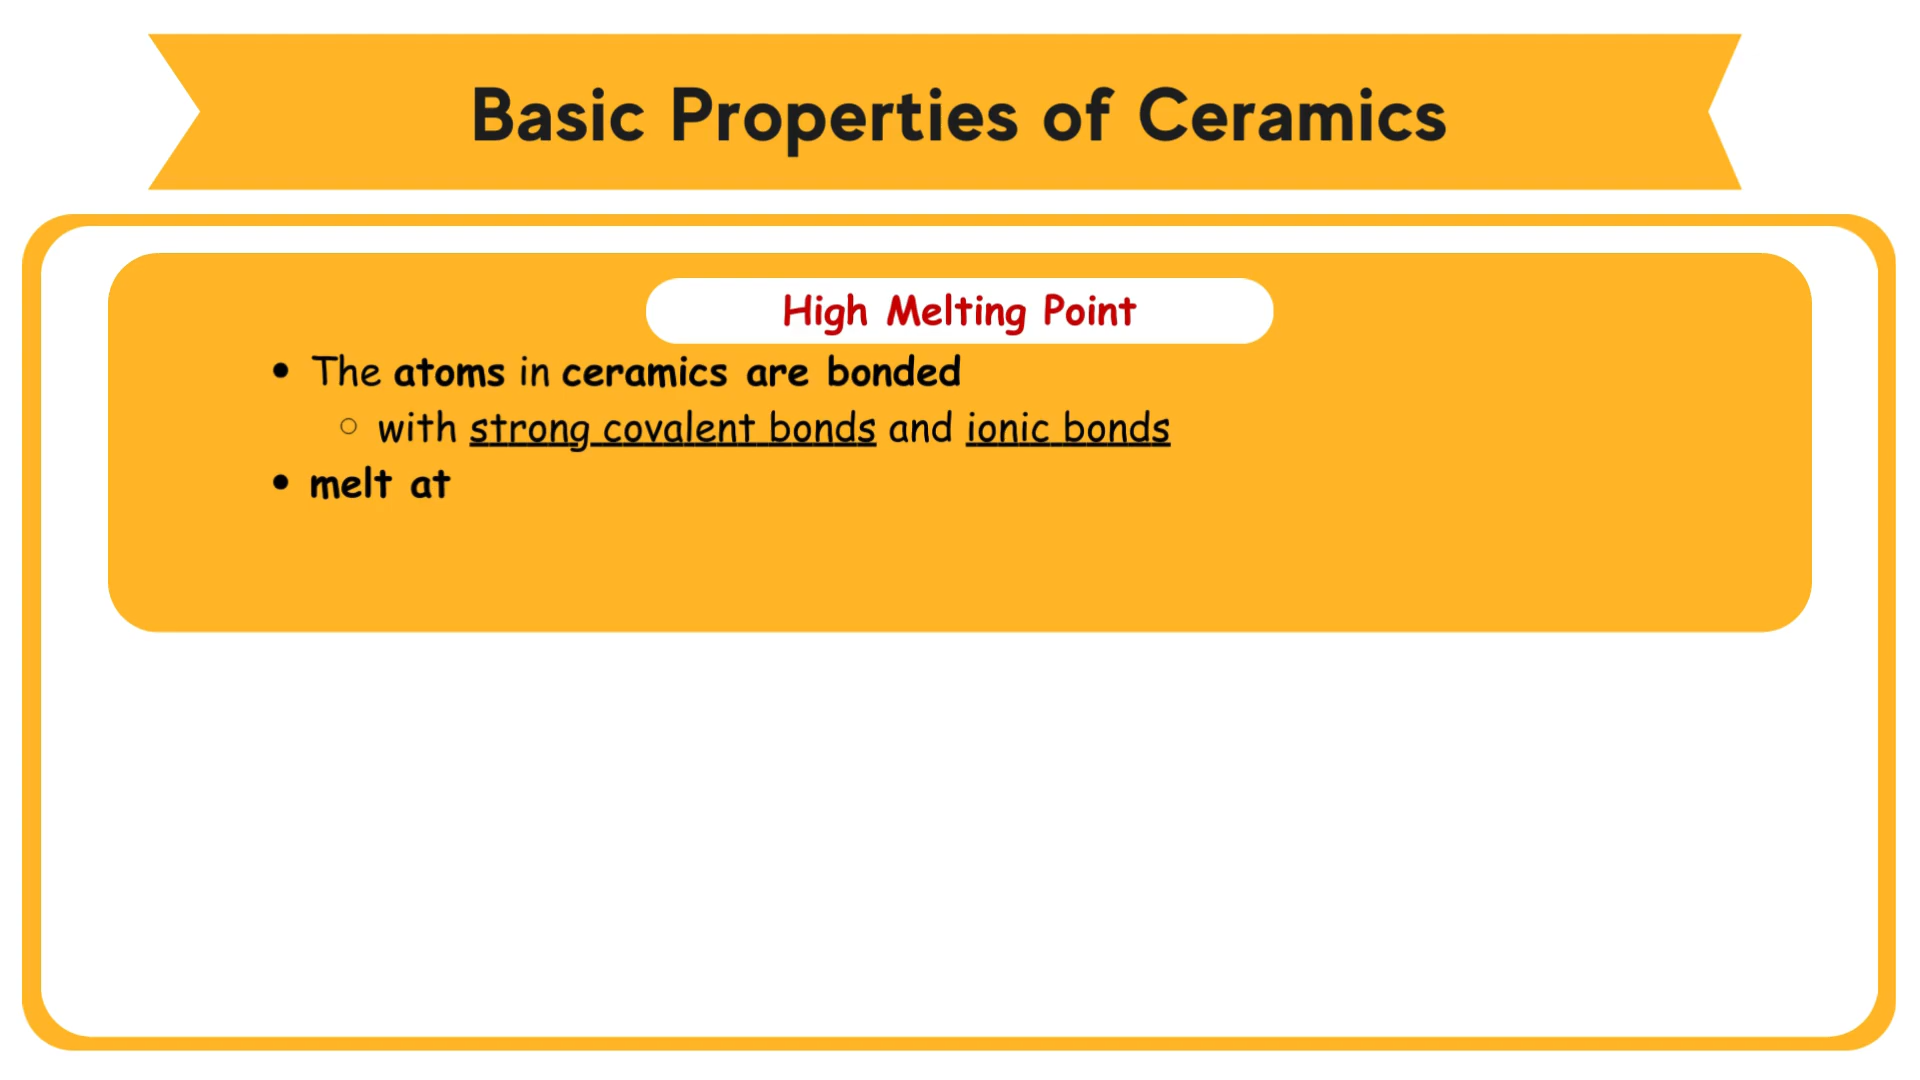 Basic Properties of Ceramics
High Melting Point
• The atoms in ceramics are bonded
○ with strong covalent bonds and ionic bonds
• melt at